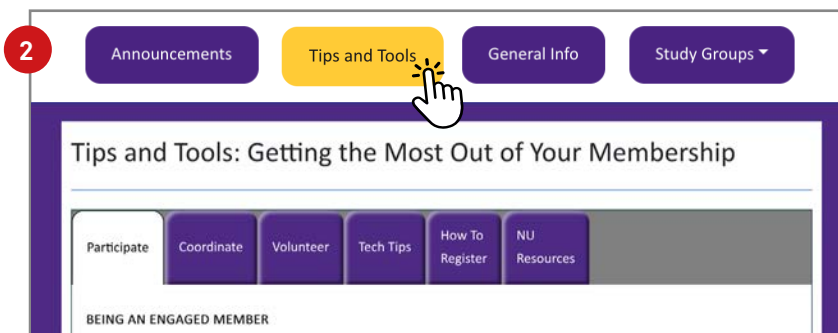 2
Announcements
Tips and Tools
General Info
Study Groups
Tips and Tools: Getting the Most Out of Your Membership
Participate
Coordinate
Volunteer
Tech Tips
How To
Register
NU
Resources
BEING AN ENGAGED MEMBER